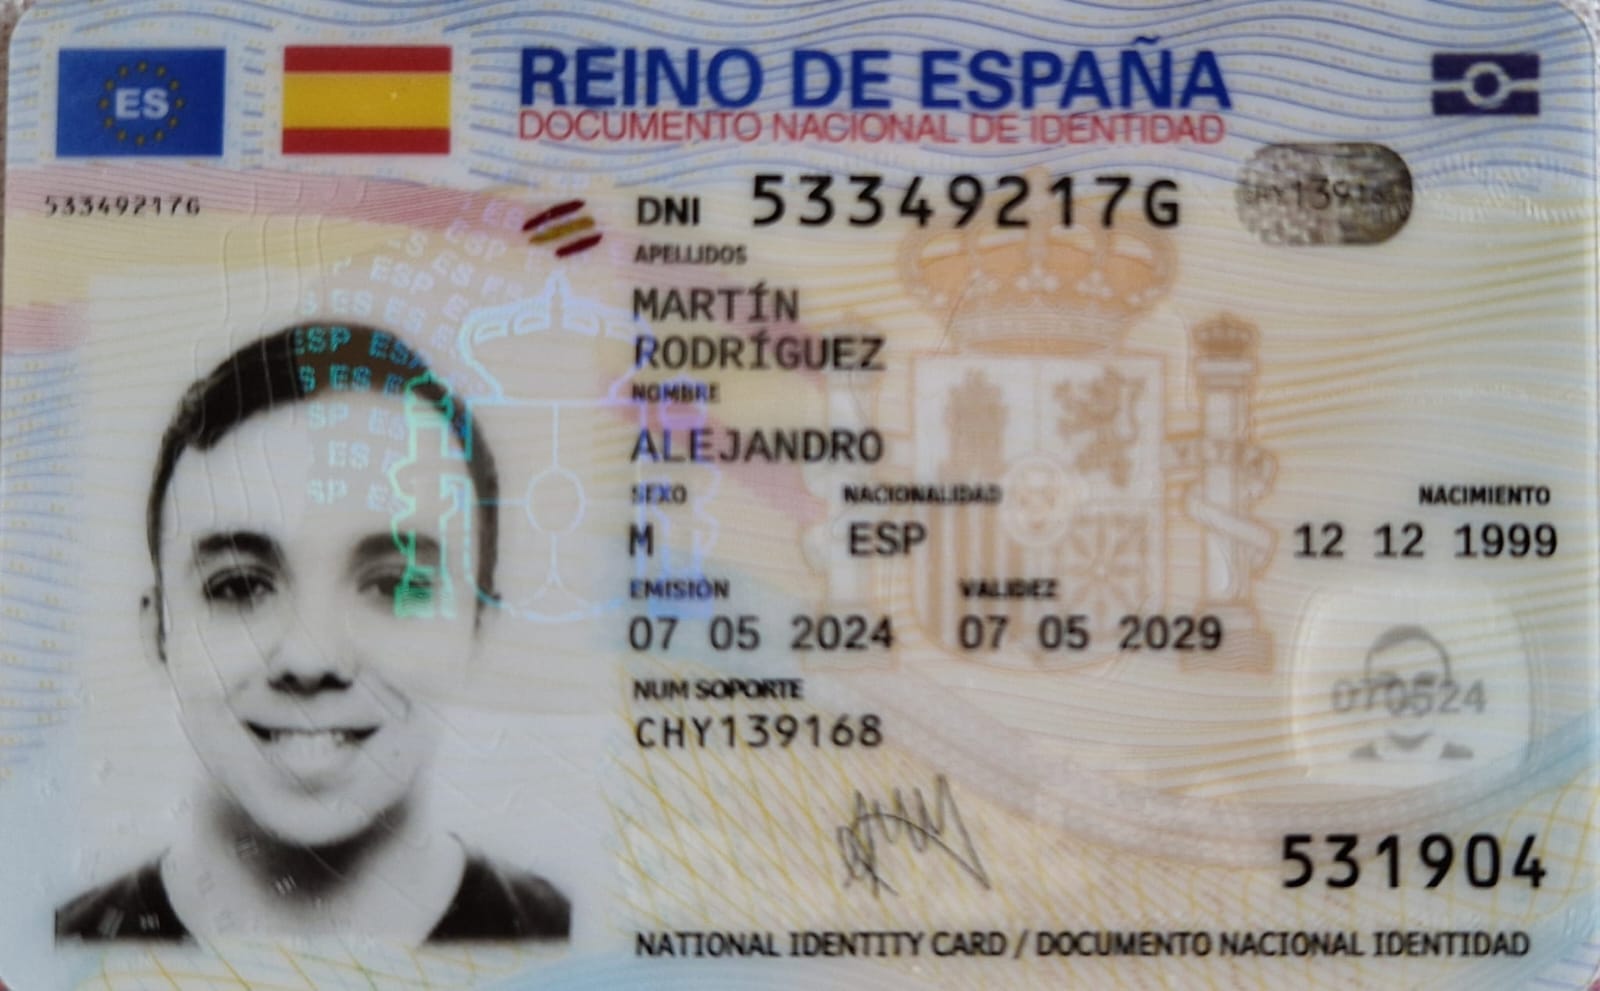 ES
REINO DE ESPAÑA
DOCUMENTO NACIONAL DE IDENTIDAD
53349217G
DNI 53349217G
APELLIDOS
MARTÍN
RODRÍGUEZ
NOMBRE
ALEJANDRO
SEXO NACIONALIDAD NACIMIENTO
M ESP 12 12 1999
EMISIÓN VALIDEZ
07 05 2024 07 05 2029
NUM SOPORTE
CHY139168
070524
531904
NATIONAL IDENTITY CARD / DOCUMENTO NACIONAL IDENTIDAD